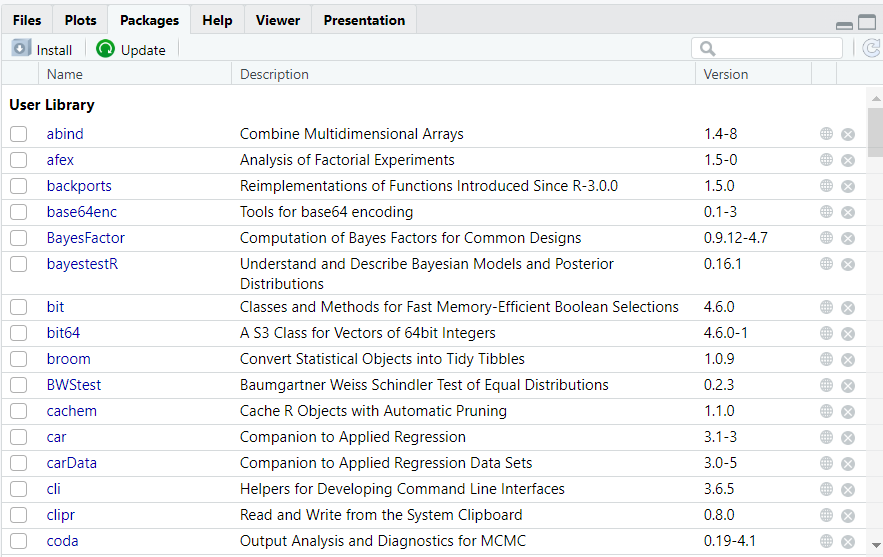 Files Plots Packages Help Viewer Presentation
Install Update
Name Description Version
User Library
abind Combine Multidimensional Arrays 1.4-8
afex Analysis of Factorial Experiments 1.5-0
backports Reimplementations of Functions Introduced Since R-3.0.0 1.5.0
base64enc Tools for base64 encoding 0.1-3
BayesFactor Computation of Bayes Factors for Common Designs 0.9.12-4.7
bayestestR Understand and Describe Bayesian Models and Posterior 0.16.1
Distributions
bit Classes and Methods for Fast Memory-Efficient Boolean Selections 4.6.0
bit64 A S3 Class for Vectors of 64bit Integers 4.6.0-1
broom Convert Statistical Objects into Tidy Tibbles 1.0.9
BWStest Baumgartner Weiss Schindler Test of Equal Distributions 0.2.3
cachem Cache R Objects with Automatic Pruning 1.1.0
car Companion to Applied Regression 3.1-3
carData Companion to Applied Regression Data Sets 3.0-5
cli Helpers for Developing Command Line Interfaces 3.6.5
clipr Read and Write from the System Clipboard 0.8.0
coda Output Analysis and Diagnostics for MCMC 0.19-4.1